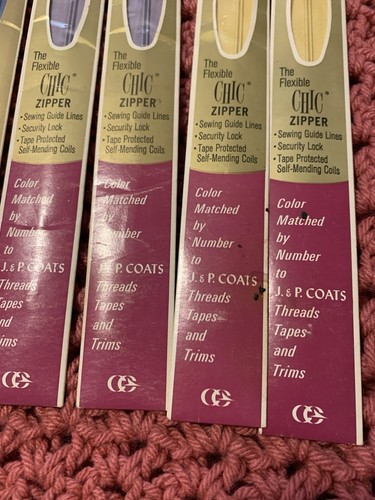 The
Flexible
CHIC®
ZIPPER
• Sewing Guide Lines
• Security Lock
• Tape Protected
Self-Mending Coils
Color
Matched
by
Number
to
J. & P. COATS
Threads
Tapes
and
Trims
The
Flexible
CHIC®
ZIPPER
• Sewing Guide Lines
• Security Lock
• Tape Protected
Self-Mending Coils
Color
Matched
by
Number
to
J. & P. COATS
Threads
Tapes
and
Trims
The
Flexible
CHIC®
ZIPPER
• Sewing Guide Lines
• Security Lock
• Tape Protected
Self-Mending Coils
Color
Matched
by
Number
to
J. & P. COATS
Threads
Tapes
and
Trims
The
Flexible
CHIC®
ZIPPER
• Sewing Guide Lines
• Security Lock
• Tape Protected
Self-Mending Coils
Color
Matched
by
Number
to
J. & P. COATS
Threads
Tapes
and
Trims